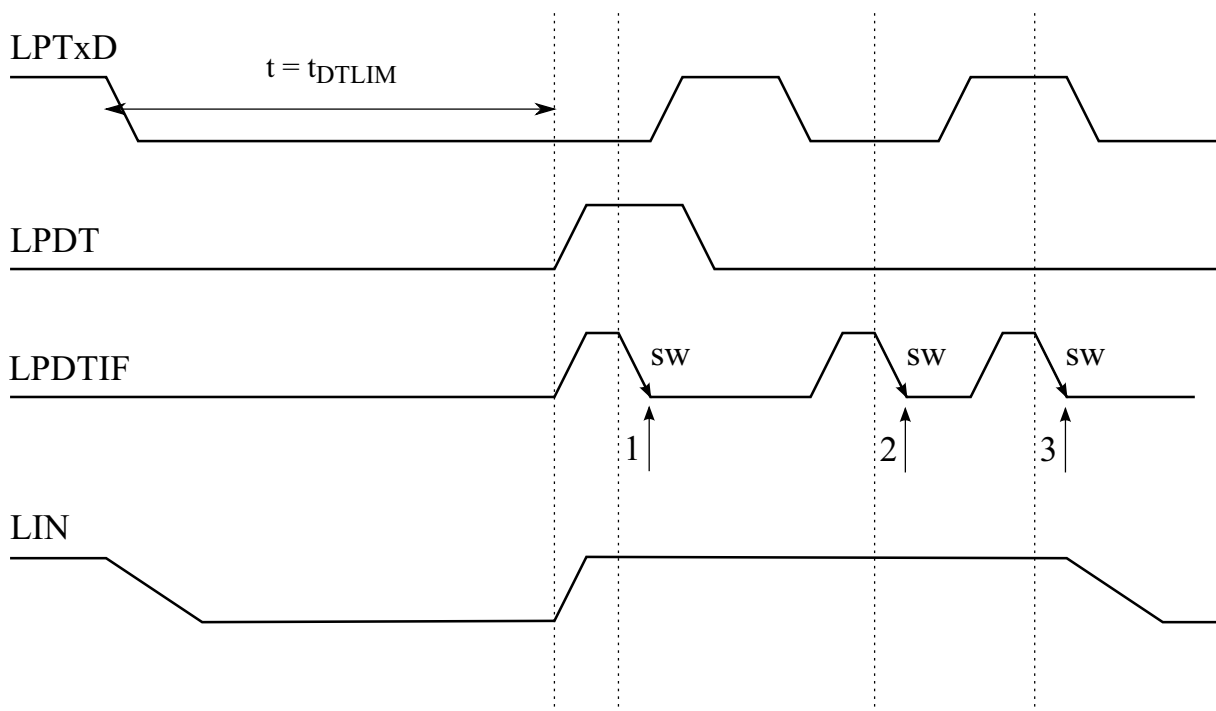 LPTxD
t = tDTLIM
LPDT
LPDTIF
sw
sw
sw
1
2
3
LIN